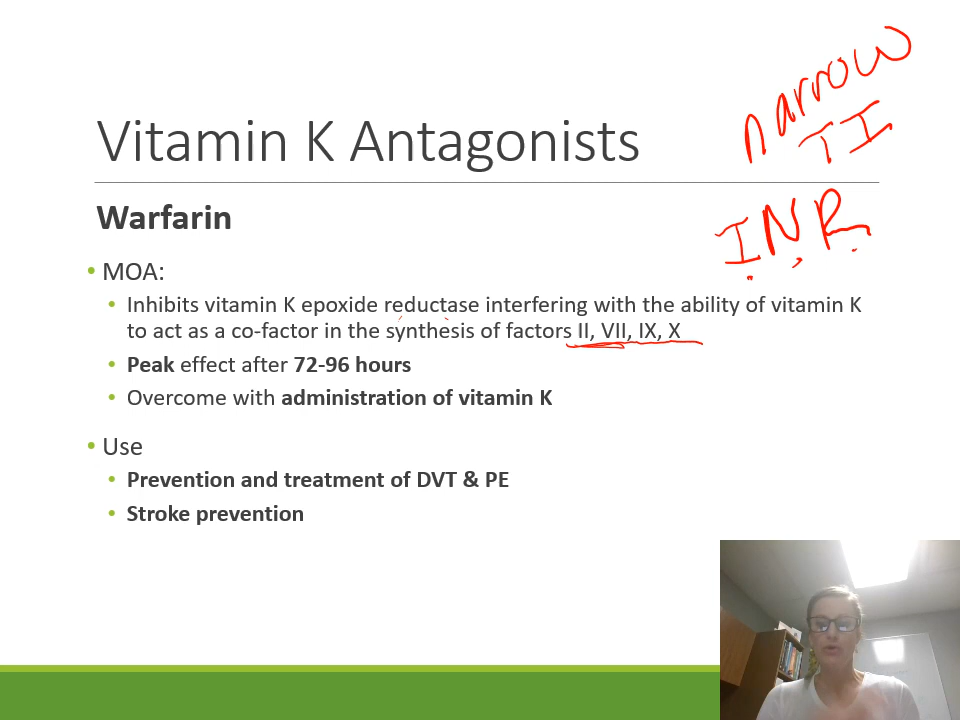 narrow
TI
Vitamin K Antagonists
INR
Warfarin
• MOA:
• Inhibits vitamin K epoxide reductase interfering with the ability of vitamin K
to act as a co-factor in the synthesis of factors II, VII, IX, X
• Peak effect after 72-96 hours
• Overcome with administration of vitamin K
• Use
• Prevention and treatment of DVT & PE
• Stroke prevention